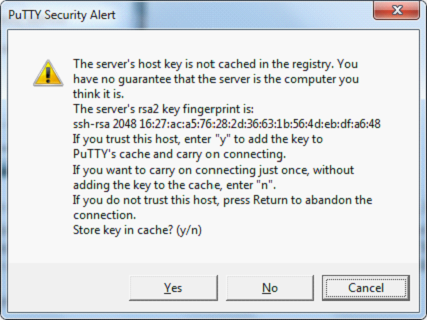 PuTTY Security Alert
The server's host key is not cached in the registry. You
have no guarantee that the server is the computer you
think it is.
The server's rsa2 key fingerprint is:
ssh-rsa 2048 16:27:ac:a5:76:28:2d:36:63:1b:56:4d:eb:df:a6:48
If you trust this host, enter "y" to add the key to
PuTTY's cache and carry on connecting.
If you want to carry on connecting just once, without
adding the key to the cache, enter "n".
If you do not trust this host, press Return to abandon the
connection.
Store key in cache? (y/n)
Yes
No
Cancel